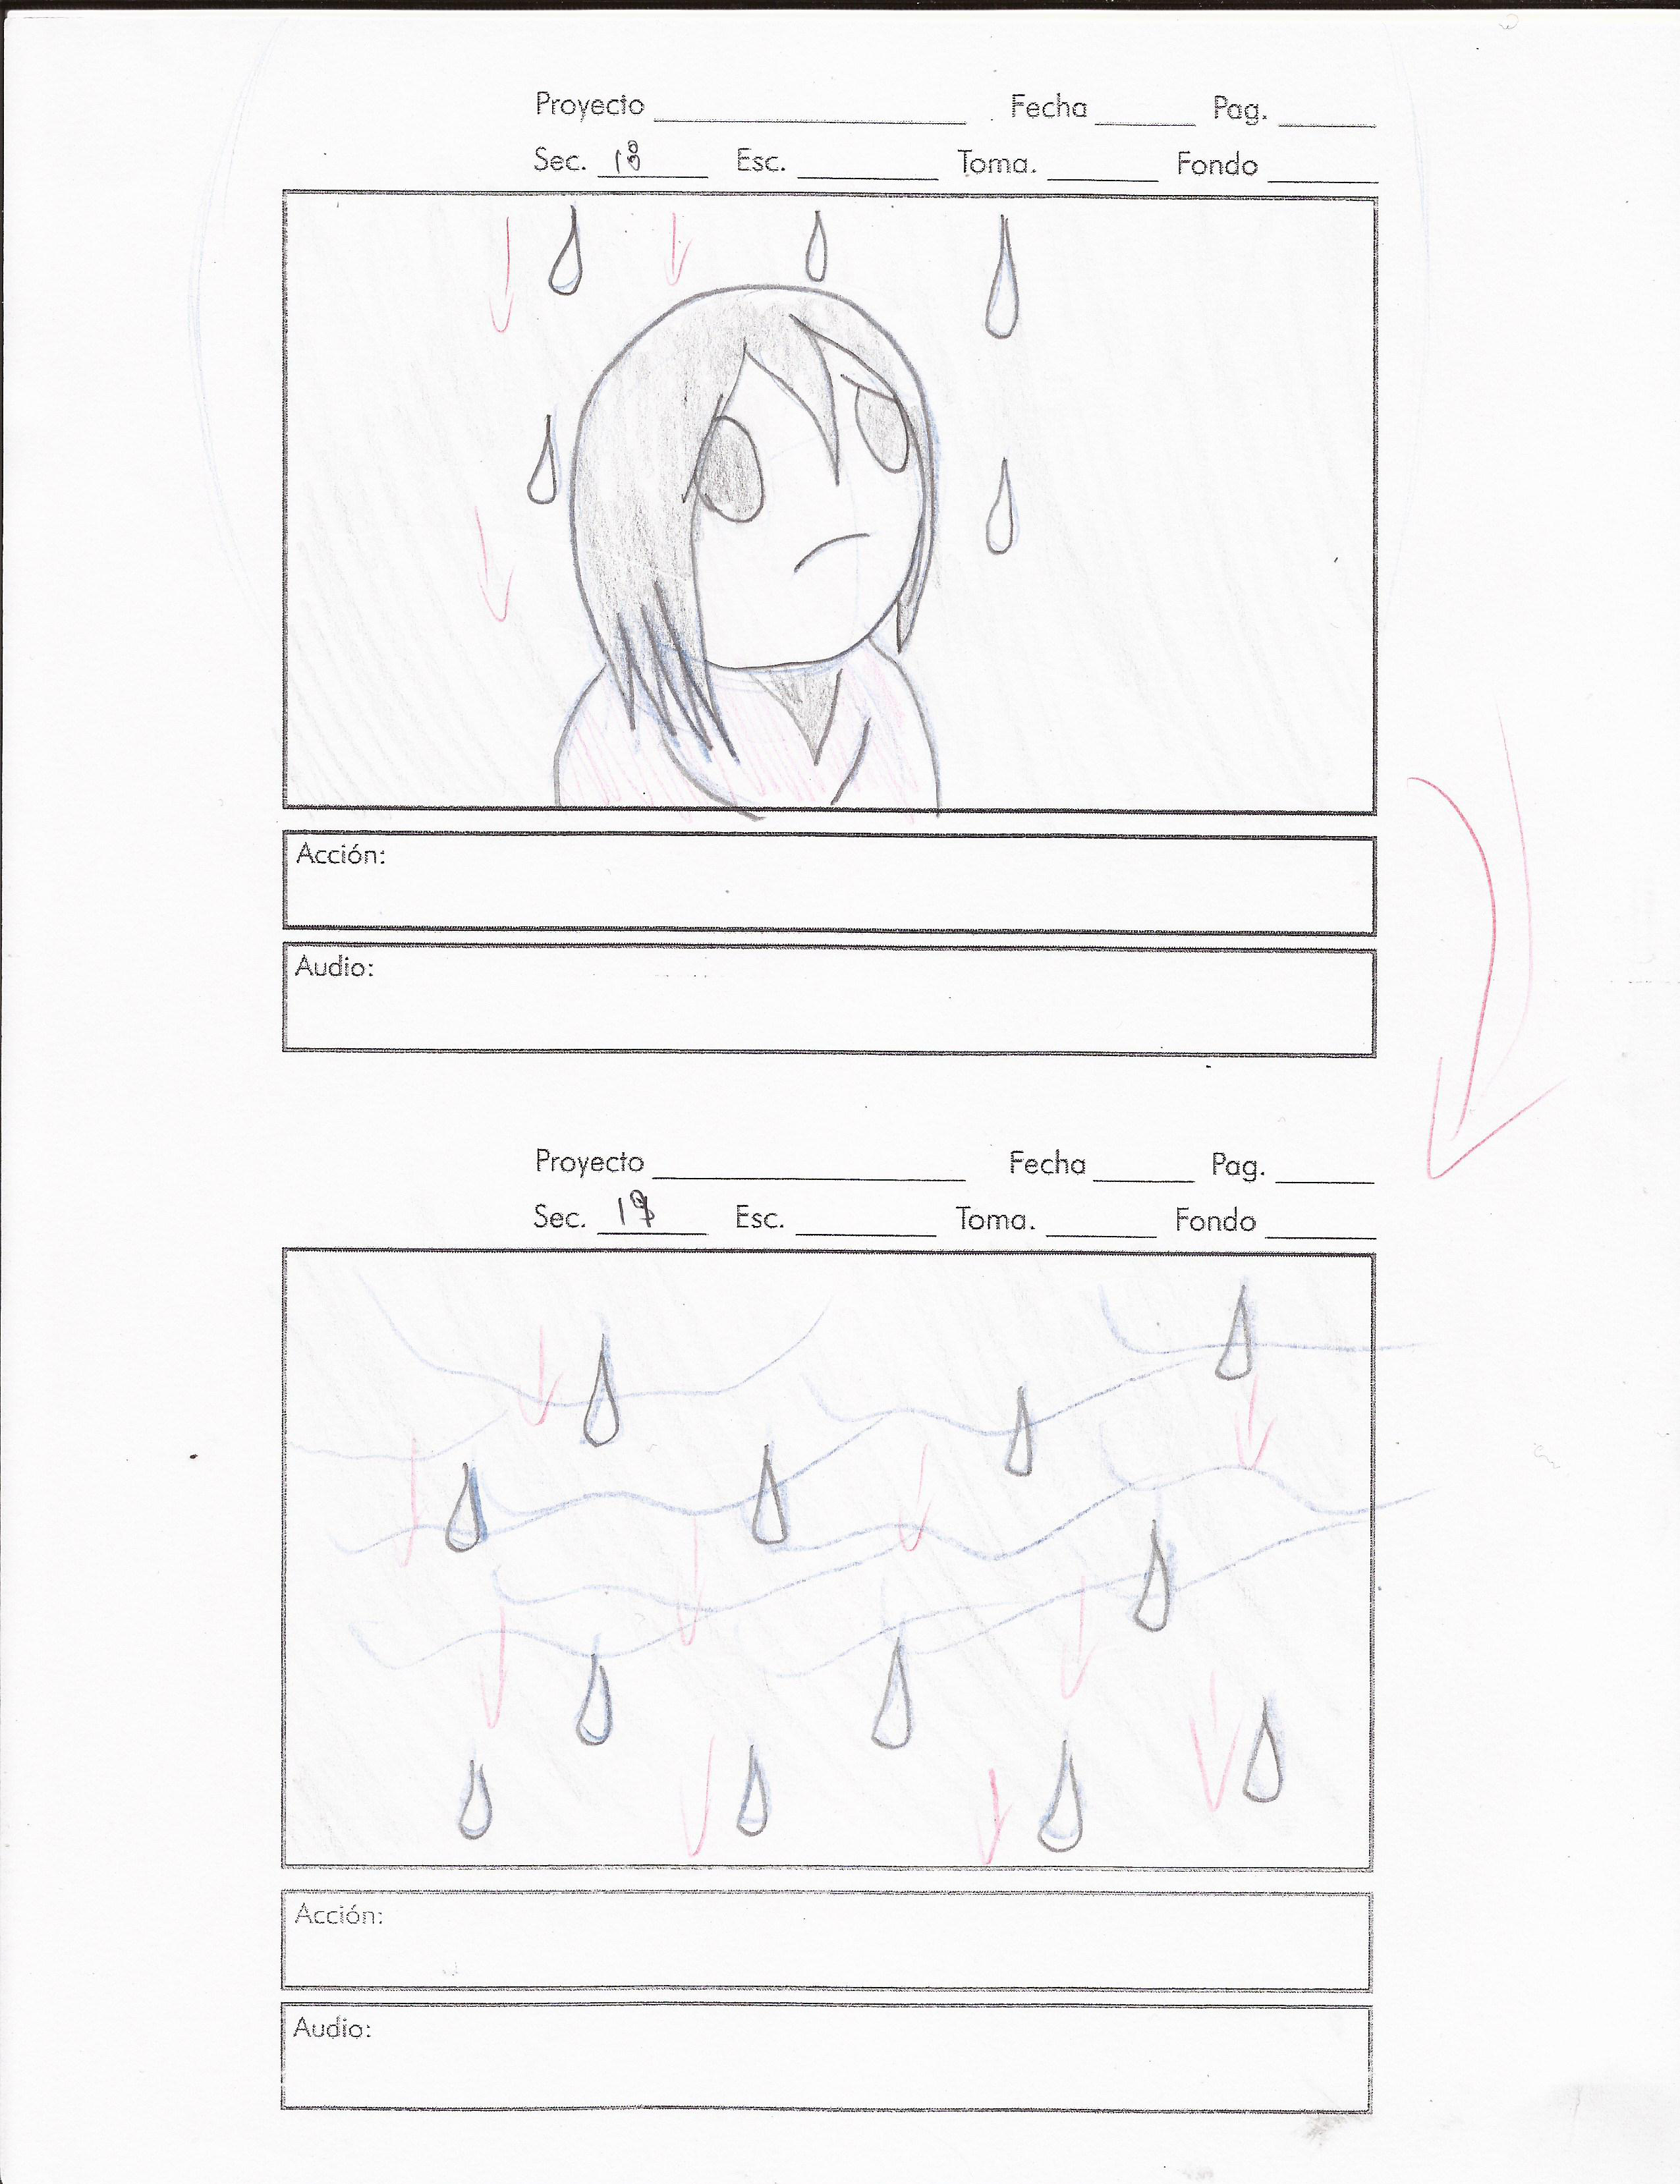 Proyecto Fecha Pag.
Sec. 18 Esc. Toma. Fondo
Acción:
Audio:
Proyecto Fecha Pag.
Sec. 19 Esc. Toma. Fondo
Acción:
Audio: